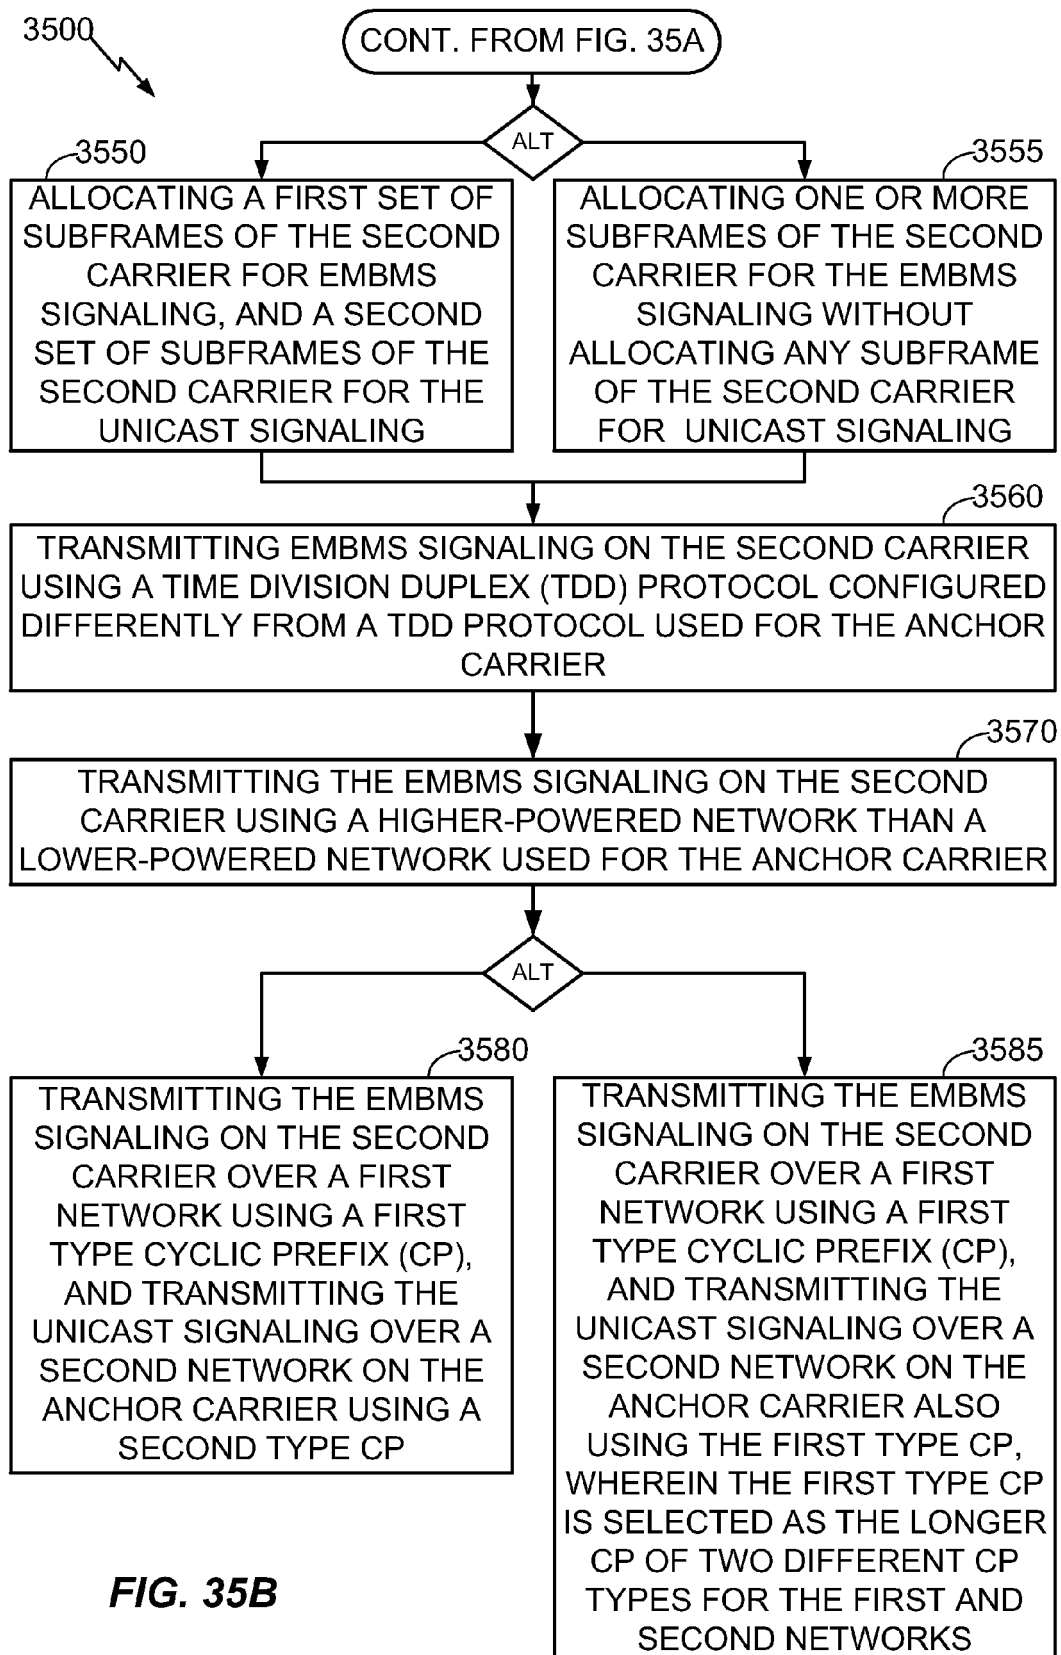 3500
CONT. FROM FIG. 35A
ALT
3550
ALLOCATING A FIRST SET OF
SUBFRAMES OF THE SECOND
CARRIER FOR EMBMS
SIGNALING, AND A SECOND
SET OF SUBFRAMES OF THE
SECOND CARRIER FOR THE
UNICAST SIGNALING
3555
ALLOCATING ONE OR MORE
SUBFRAMES OF THE SECOND
CARRIER FOR THE EMBMS
SIGNALING WITHOUT
ALLOCATING ANY SUBFRAME
OF THE SECOND CARRIER
FOR UNICAST SIGNALING
3560
TRANSMITTING EMBMS SIGNALING ON THE SECOND CARRIER
USING A TIME DIVISION DUPLEX (TDD) PROTOCOL CONFIGURED
DIFFERENTLY FROM A TDD PROTOCOL USED FOR THE ANCHOR
CARRIER
3570
TRANSMITTING THE EMBMS SIGNALING ON THE SECOND
CARRIER USING A HIGHER-POWERED NETWORK THAN A
LOWER-POWERED NETWORK USED FOR THE ANCHOR CARRIER
ALT
3580
TRANSMITTING THE EMBMS
SIGNALING ON THE SECOND
CARRIER OVER A FIRST
NETWORK USING A FIRST
TYPE CYCLIC PREFIX (CP),
AND TRANSMITTING THE
UNICAST SIGNALING OVER A
SECOND NETWORK ON THE
ANCHOR CARRIER USING A
SECOND TYPE CP
3585
TRANSMITTING THE EMBMS
SIGNALING ON THE SECOND
CARRIER OVER A FIRST
NETWORK USING A FIRST
TYPE CYCLIC PREFIX (CP),
AND TRANSMITTING THE
UNICAST SIGNALING OVER A
SECOND NETWORK ON THE
ANCHOR CARRIER ALSO
USING THE FIRST TYPE CP,
WHEREIN THE FIRST TYPE CP
IS SELECTED AS THE LONGER
CP OF TWO DIFFERENT CP
TYPES FOR THE FIRST AND
SECOND NETWORKS
FIG. 35B